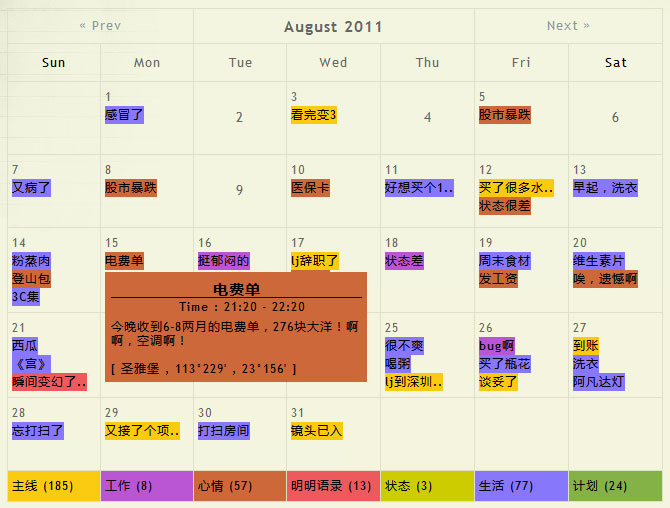 « Prev
August 2011
Next »
Sun Mon Tue Wed Thu Fri Sat
1
感冒了
2
3
看完变3
4
5
股市暴跌
6
7
又病了
8
股市暴跌
9
10
医保卡
11
好想买个1..
12
买了很多水..
状态很差
13
早起，洗衣
14
粉蒸肉
登山包
3C集
15
电费单
16
挺郁闷的
17
lj辞职了
18
状态差
19
周末食材
发工资
20
维生素片
唉，遗憾啊
电费单
Time : 21:20 - 22:20
今晚收到6-8两月的电费单，276块大洋！啊
啊，空调啊！
[ 圣雅堡，113°229'，23°156' ]
21
西瓜
《宫》
瞬间变幻了..
25
很不爽
喝粥
lj到深圳..
26
bug啊
买了瓶花
谈妥了
27
到账
洗衣
阿凡达灯
28
忘打扫了
29
又接了个项..
30
打扫房间
31
镜头已入
主线 (185)
工作 (8)
心情 (57)
明明语录 (13)
状态 (3)
生活 (77)
计划 (24)